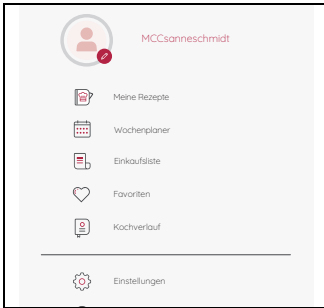 MCCsanneschmidt
Meine Rezepte
Wochenplaner
Einkaufsliste
Favoriten
Kochverlauf
Einstellungen